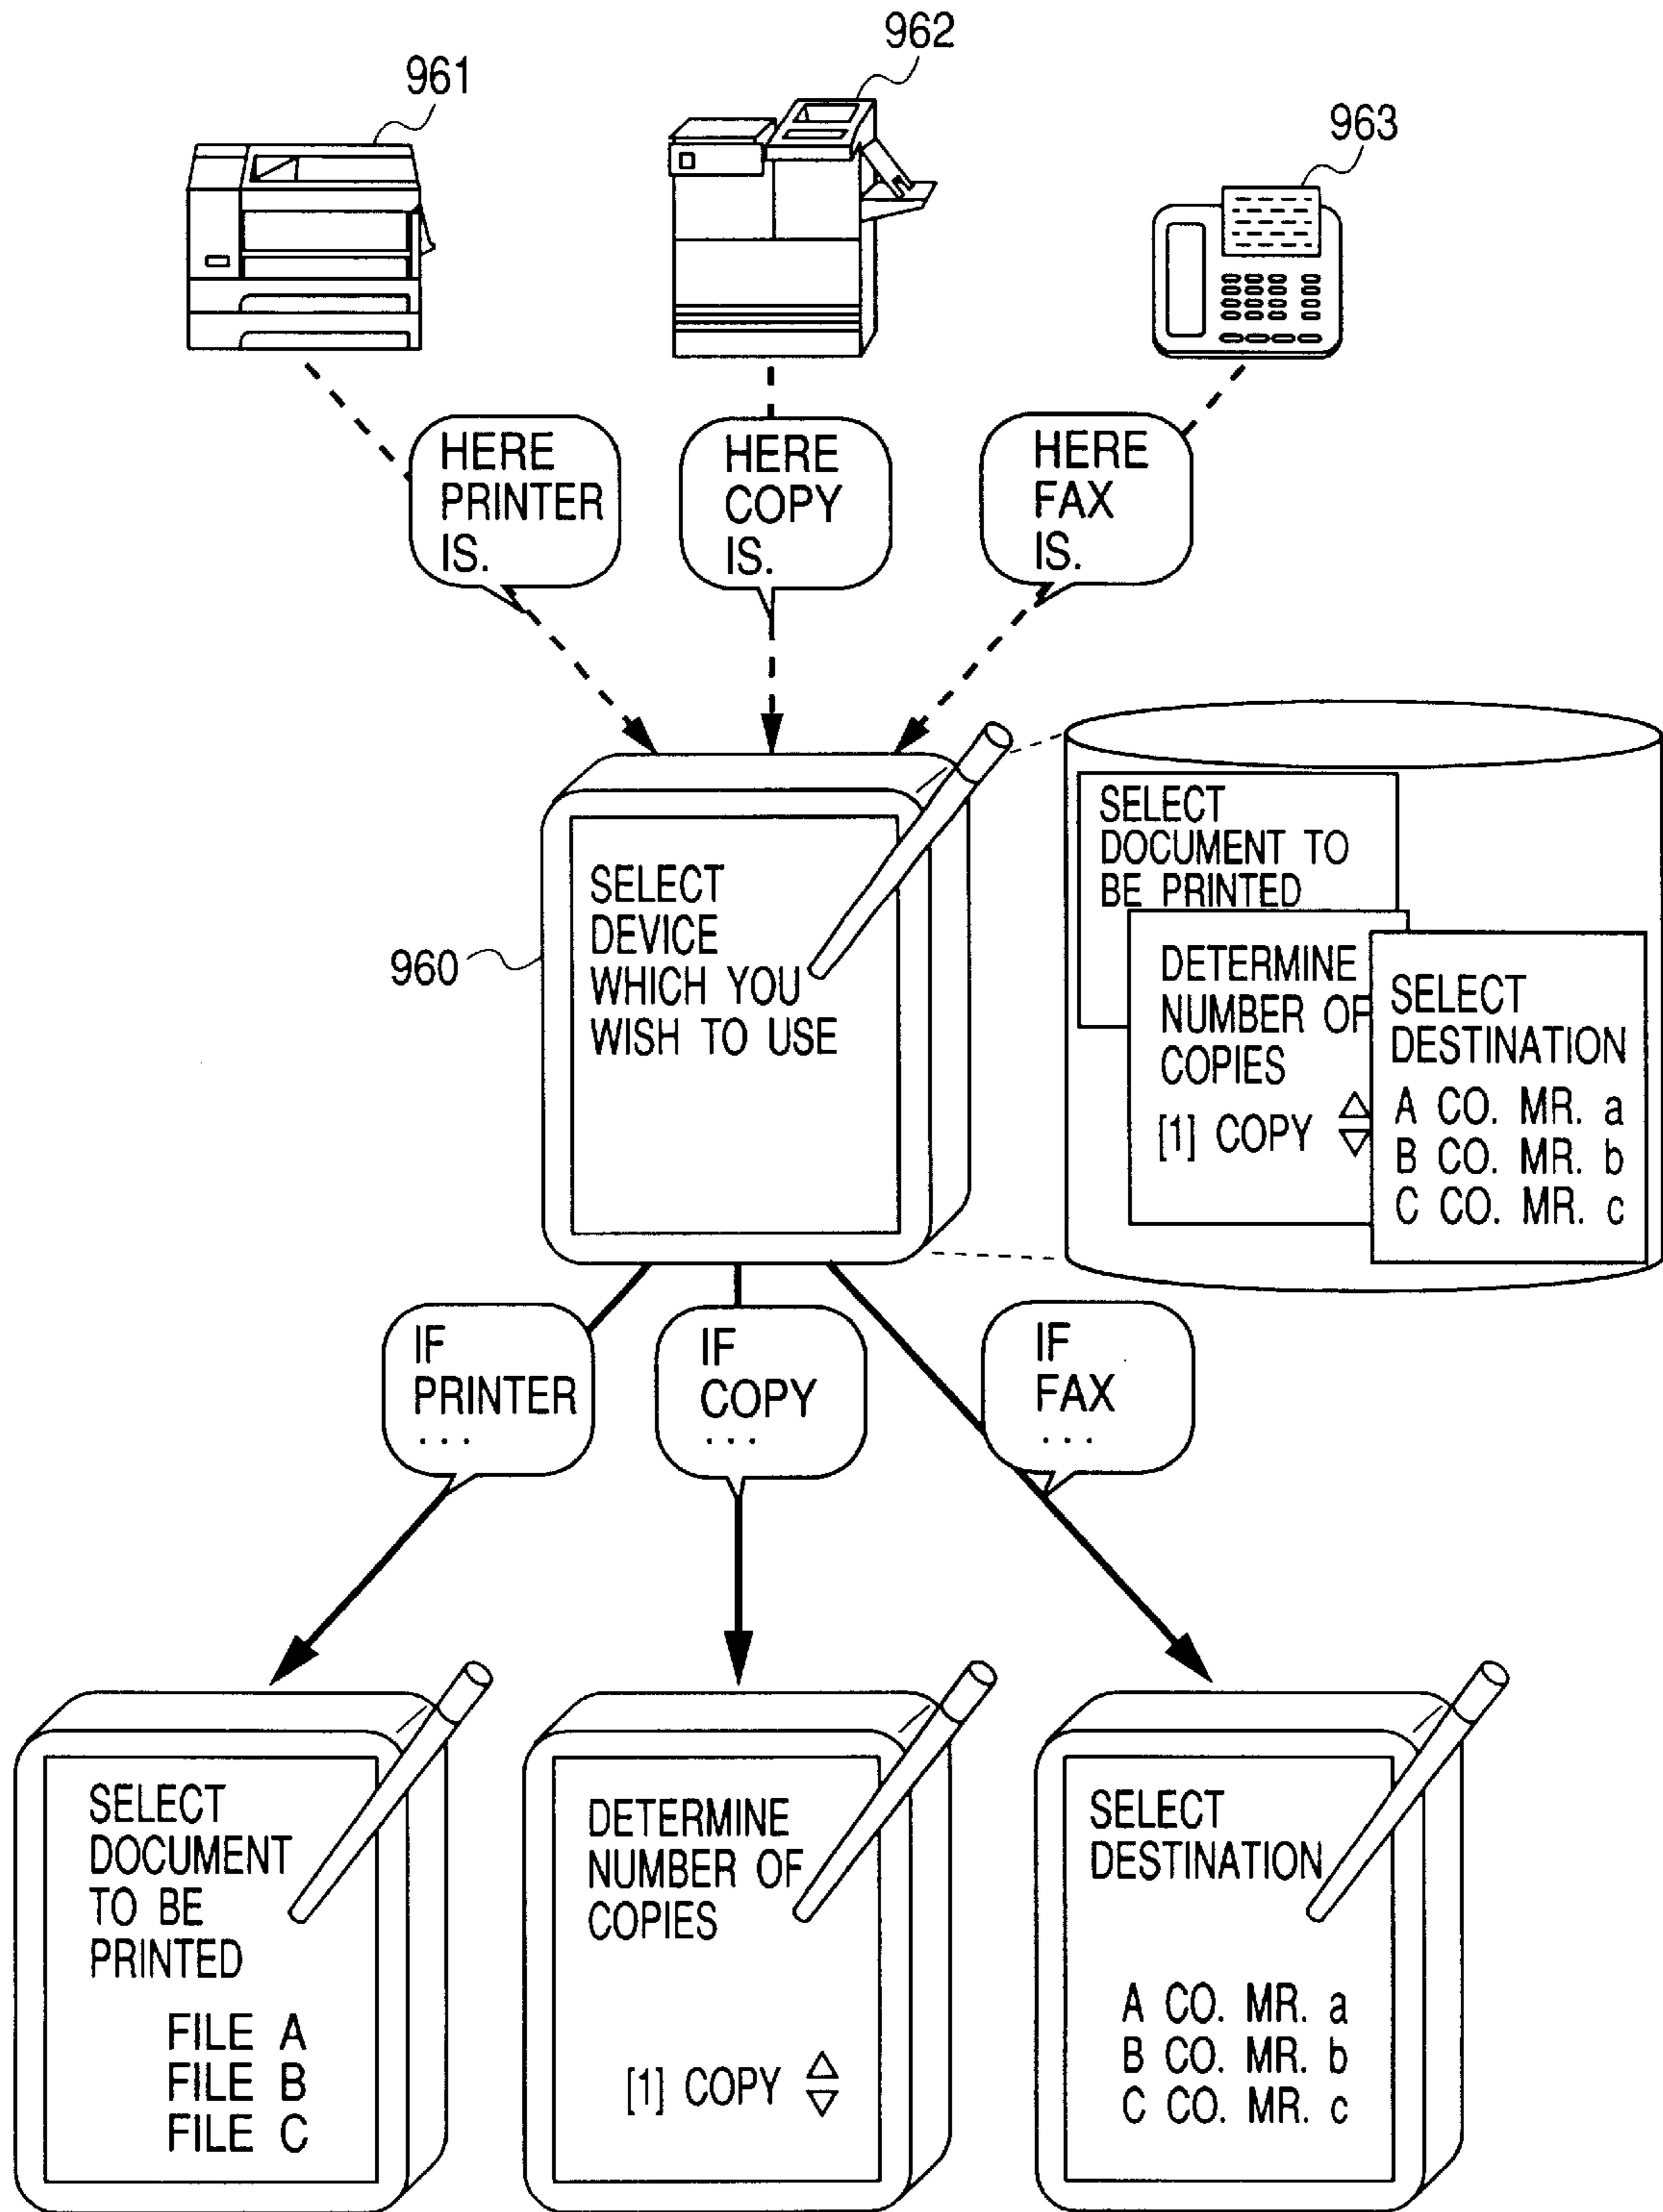 961
962
963
HERE
PRINTER
IS.
HERE
COPY
IS.
HERE
FAX
IS.
960
SELECT
DEVICE
WHICH YOU
WISH TO USE
SELECT
DOCUMENT TO
BE PRINTED
DETERMINE
NUMBER OF
COPIES
[1] COPY
SELECT
DESTINATION
A CO. MR. a
B CO. MR. b
C CO. MR. c
IF
PRINTER
...
IF
COPY
...
IF
FAX
...
SELECT
DOCUMENT
TO BE
PRINTED
FILE A
FILE B
FILE C
DETERMINE
NUMBER OF
COPIES
[1] COPY
SELECT
DESTINATION
A CO. MR. a
B CO. MR. b
C CO. MR. c